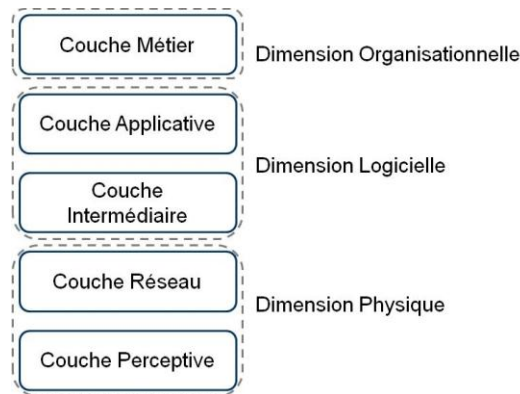 Couche Métier
Dimension Organisationnelle
Couche Applicative
Dimension Logicielle
Couche
Intermédiaire
Couche Réseau
Dimension Physique
Couche Perceptive